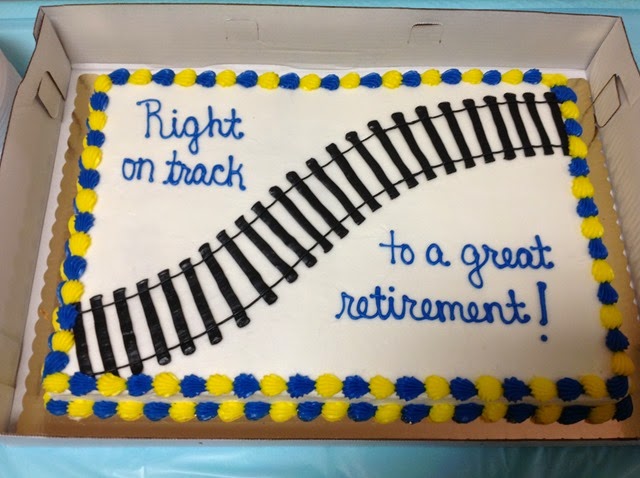 Right
on track
to a great
retirement!